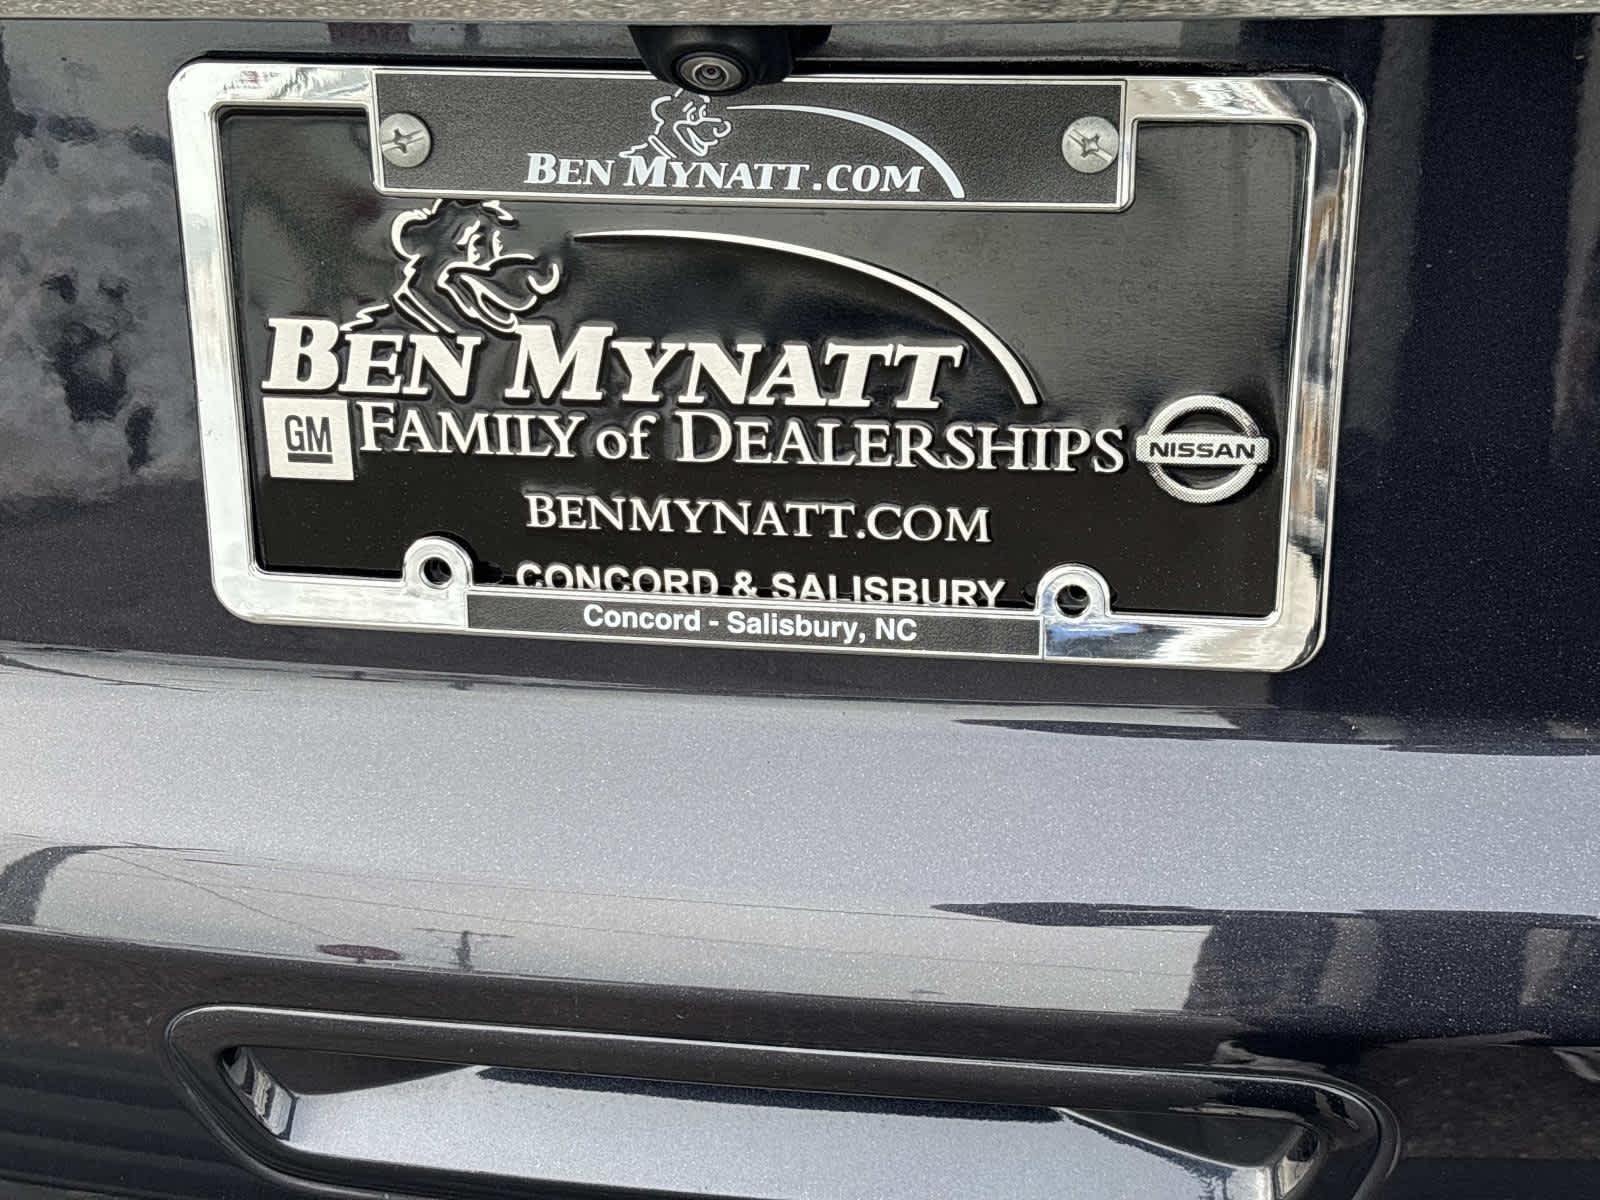 BEN MYNATT.COM
BEN MYNATT
GM FAMILY of DEALERSHIPS NISSAN
BENMYNATT.COM
CONCORD & SALISBURY
Concord - Salisbury, NC